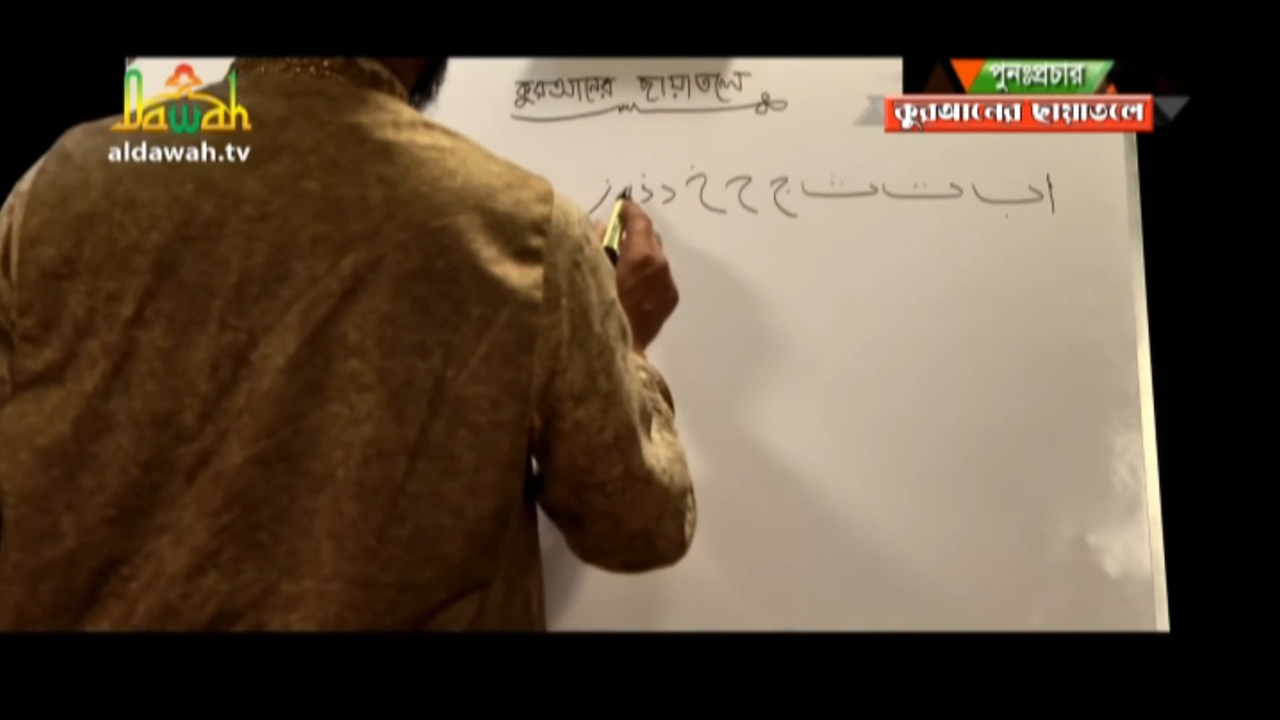 Dawah
aldawah.tv
পুনঃপ্রচার
কুরআনের ছায়াতলে
কুরআনের ছায়াতলে
ا ب ت ث ج ح خ د ذ ر ز